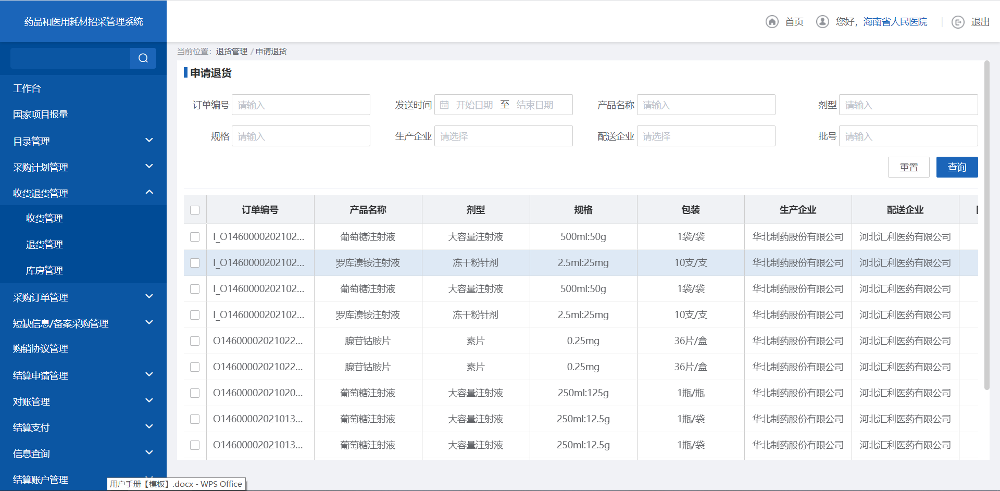 药品和医用耗材招采管理系统
首页
您好，海南省人民医院
退出
工作台
国家项目报量
目录管理
采购计划管理
收货退货管理
收货管理
退货管理
库房管理
采购订单管理
短缺信息/备案采购管理
购销协议管理
结算申请管理
对账管理
结算支付
信息查询
结算账户管理
用户手册【模板】.docx - WPS Office
当前位置：退货管理 / 申请退货
申请退货
订单编号 请输入 发送时间 开始日期 至 结束日期 产品名称 请输入 剂型 请输入
规格 请输入 生产企业 请选择 配送企业 请选择 批号 请输入
重置 查询
订单编号 产品名称 剂型 规格 包装 生产企业 配送企业
I_O1460000202102... 葡萄糖注射液 大容量注射液 500ml:50g 1袋/袋 华北制药股份有限公司 河北汇利医药有限公司
I_O1460000202102... 罗库溴铵注射液 冻干粉针剂 2.5ml:25mg 10支/支 华北制药股份有限公司 河北汇利医药有限公司
I_O1460000202102... 葡萄糖注射液 大容量注射液 500ml:50g 1袋/袋 华北制药股份有限公司 河北汇利医药有限公司
I_O1460000202102... 罗库溴铵注射液 冻干粉针剂 2.5ml:25mg 10支/支 华北制药股份有限公司 河北汇利医药有限公司
O14600002021022... 腺苷钴胺片 素片 0.25mg 36片/盒 华北制药股份有限公司 河北汇利医药有限公司
O14600002021022... 腺苷钴胺片 素片 0.25mg 36片/盒 华北制药股份有限公司 河北汇利医药有限公司
O14600002021020... 葡萄糖注射液 大容量注射液 250ml:125g 1瓶/瓶 华北制药股份有限公司 河北汇利医药有限公司
O14600002021013... 葡萄糖注射液 大容量注射液 250ml:12.5g 1瓶/袋 华北制药股份有限公司 河北汇利医药有限公司
O14600002021013... 葡萄糖注射液 大容量注射液 250ml:12.5g 1瓶/袋 华北制药股份有限公司 河北汇利医药有限公司